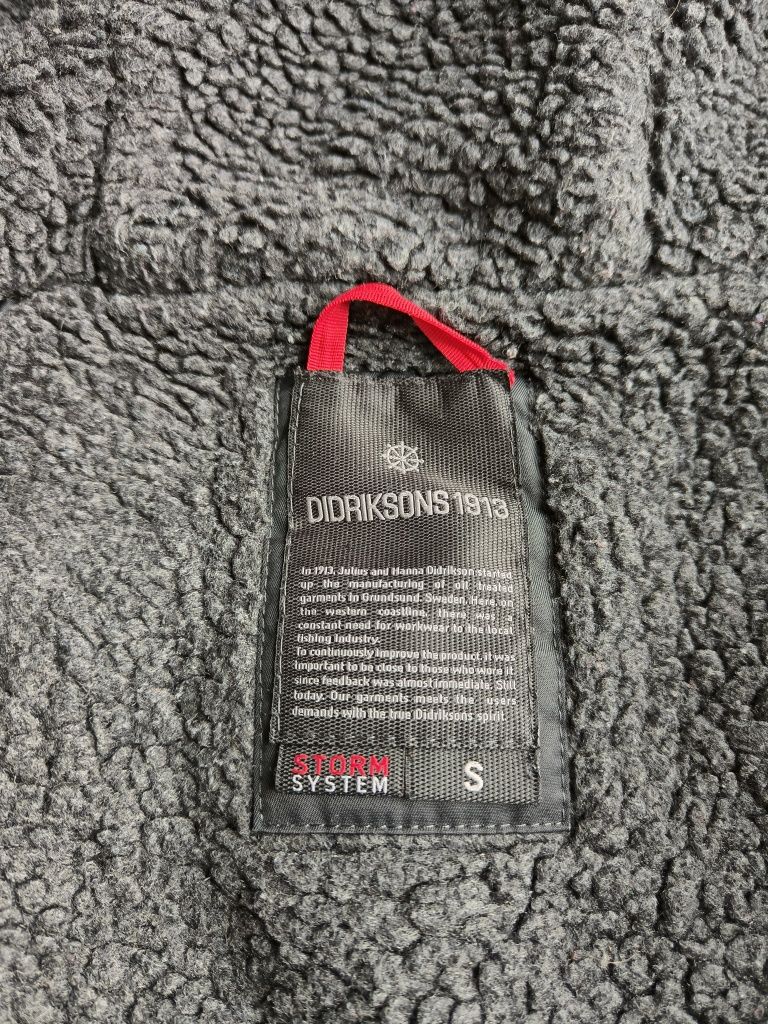 DIDRIKSONS 1913
In 1913, Julius and Hanna Didrikson started
up the manufacturing of oil treated
garments in Grundsund, Sweden. Here, on
the western coastline, there was a
constant need for workwear to the local
fishing industry.
To continuously improve the product, it was
important to be close to those who wore it
since feedback was almost immediate. Still
today. Our garments meets the users
demands with the true Didriksons spirit.
STORM
SYSTEM
S